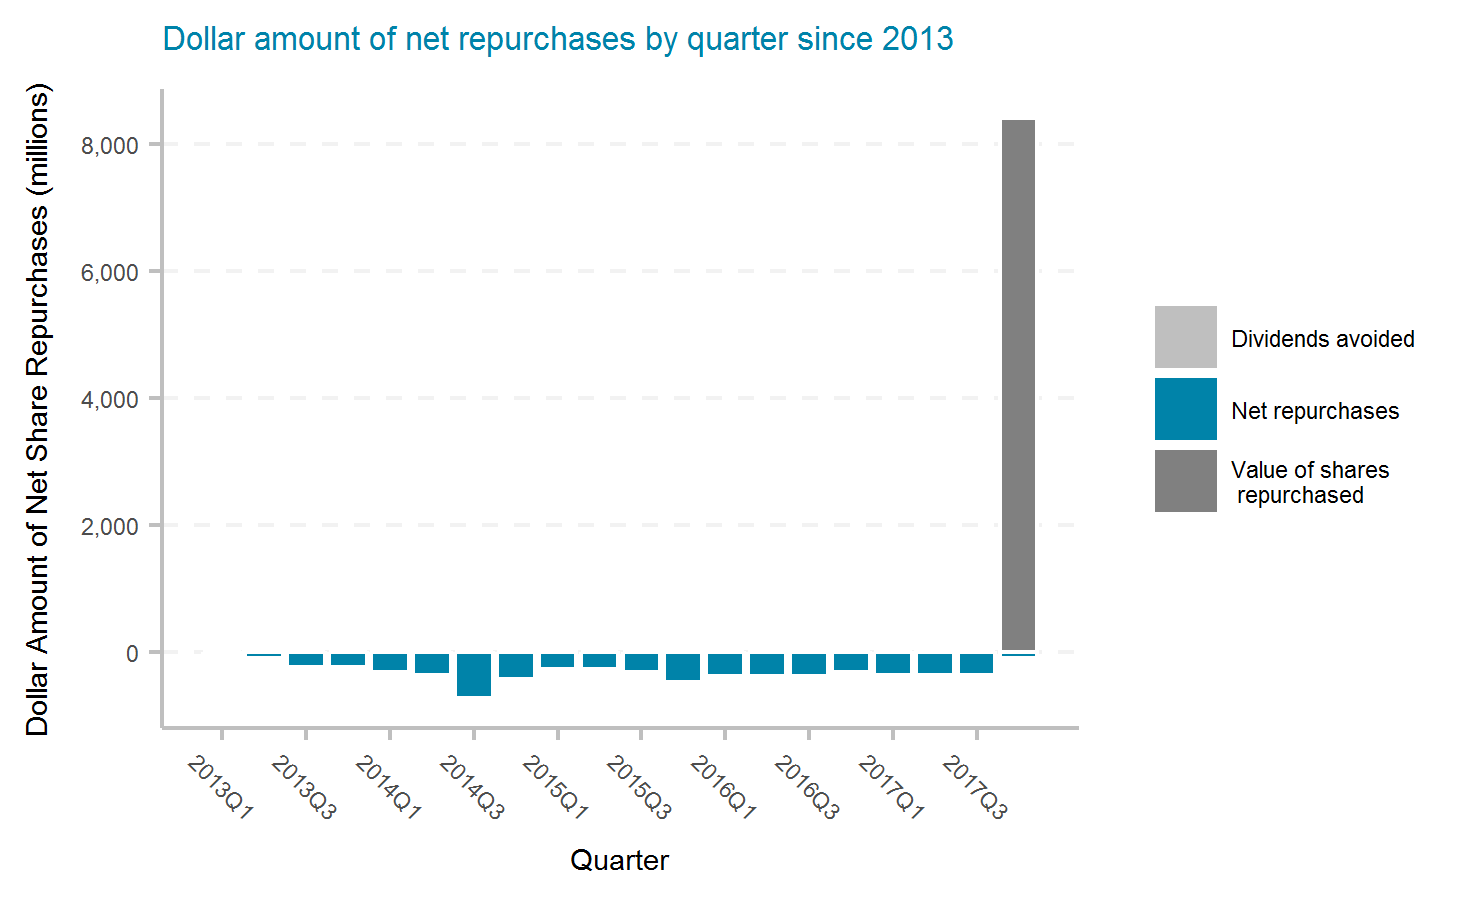 Dollar amount of net repurchases by quarter since 2013
Dollar Amount of Net Share Repurchases (millions)
8,000
6,000
4,000
2,000
0
2013Q1
2013Q3
2014Q1
2014Q3
2015Q1
2015Q3
2016Q1
2016Q3
2017Q1
2017Q3
Quarter
Dividends avoided
Net repurchases
Value of shares
repurchased